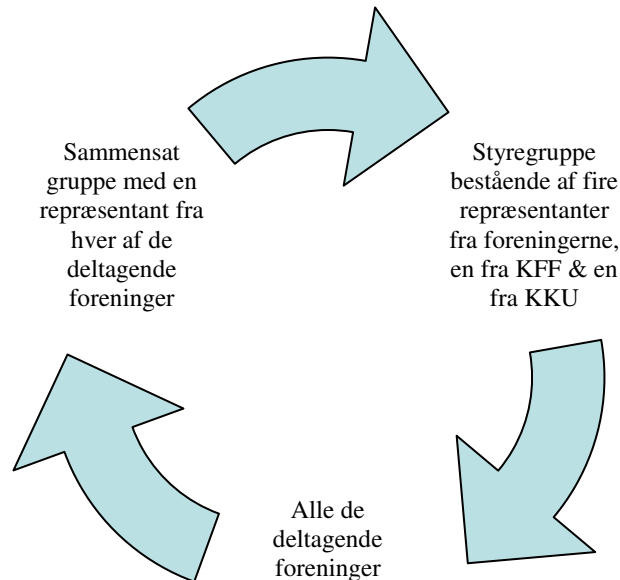 Sammensat
gruppe med en
repræsentant fra
hver af de
deltagende
foreninger
Styregruppe
bestående af fire
repræsentanter
fra foreningerne,
en fra KFF & en
fra KKU
Alle de
deltagende
foreninger